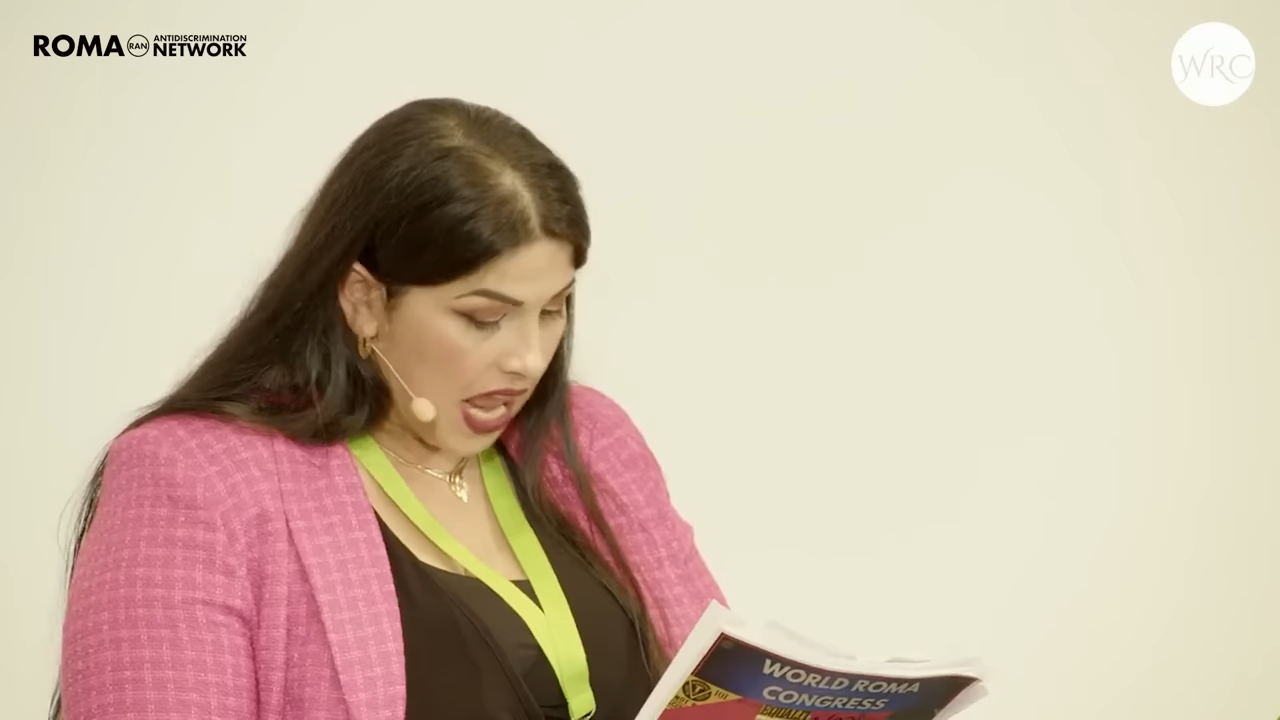 ROMA RAN ANTIDISCRIMINATION
NETWORK
WRC
WORLD ROMA
CONGRESS